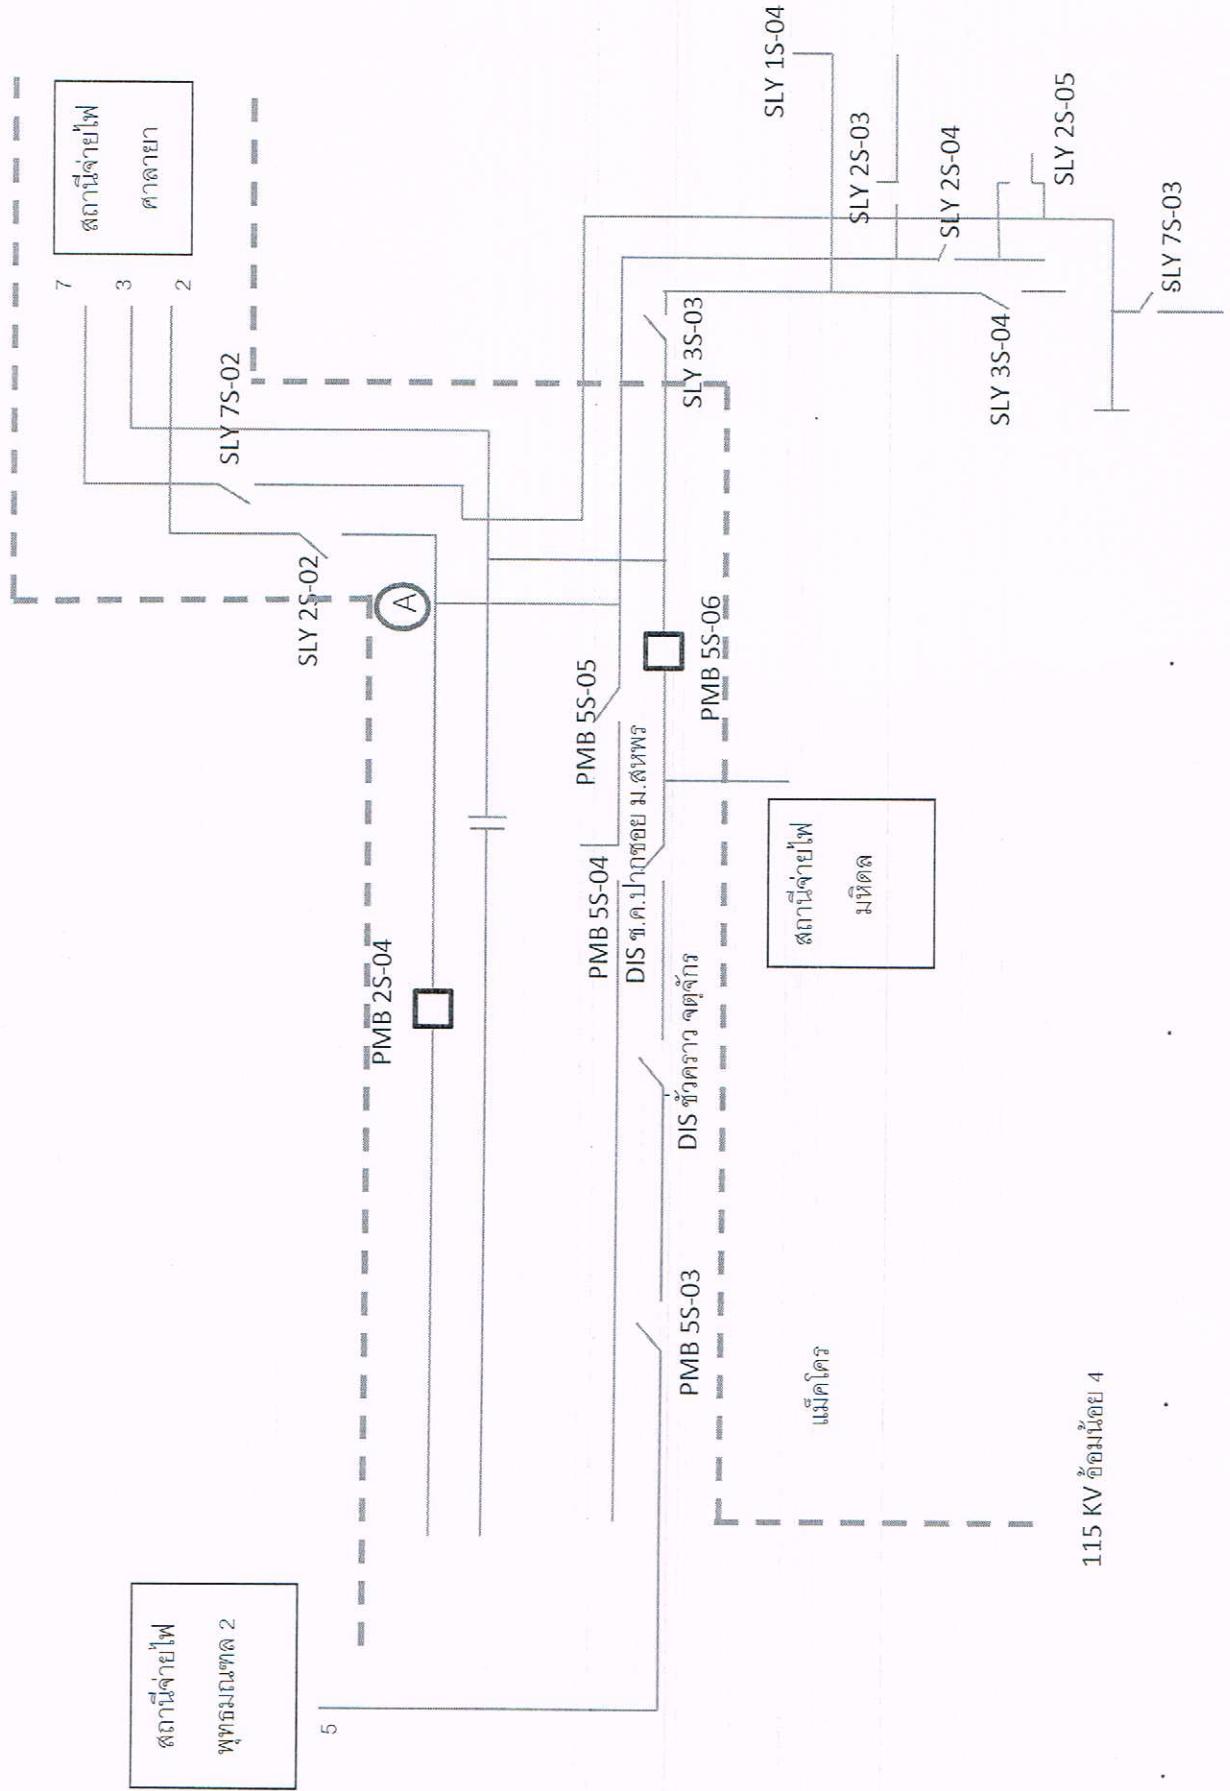 สถานีจ่ายไฟ
พุทธมณฑล 2
5
สถานีจ่ายไฟ
ศาลายา
7
3
2
SLY 7S-02
SLY 2S-02
A
PMB 2S-04
PMB 5S-05
PMB 5S-04
DIS ช.ค.ปากซอย ม.สหพร
PMB 5S-06
DIS ชั่วคราว จตุจักร
PMB 5S-03
SLY 3S-03
SLY 1S-04
SLY 2S-03
SLY 2S-04
SLY 2S-05
SLY 3S-04
SLY 7S-03
สถานีจ่ายไฟ
มหิดล
แม็คโคร
115 KV อ้อมน้อย 4